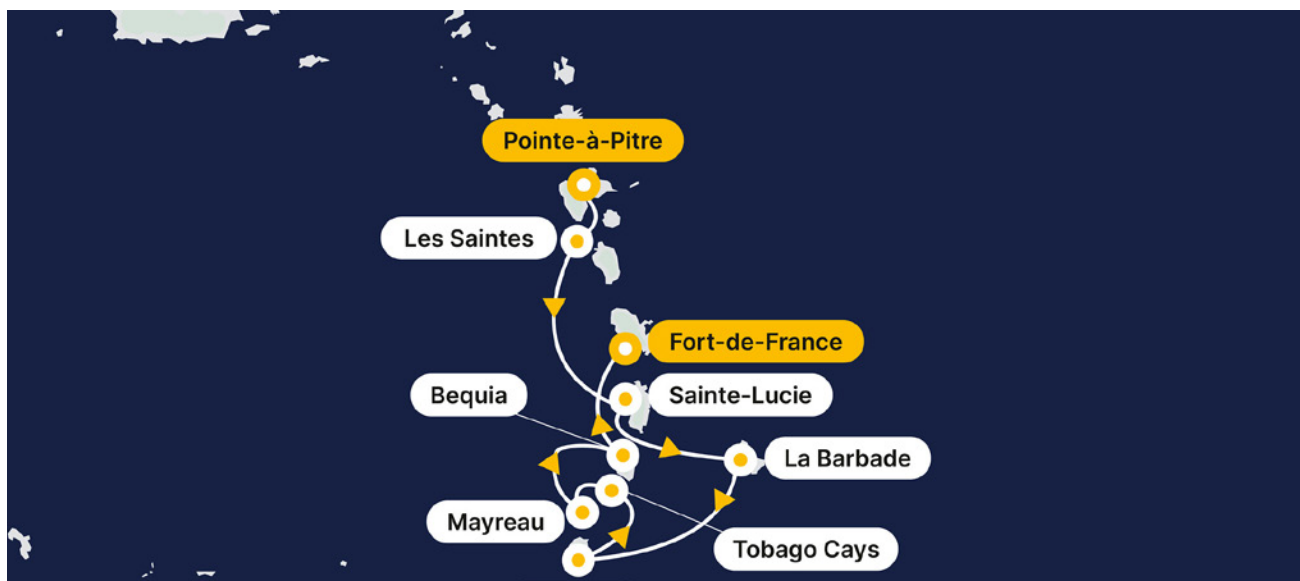 Pointe-à-Pitre
Les Saintes
Fort-de-France
Bequia
Sainte-Lucie
La Barbade
Mayreau
Tobago Cays